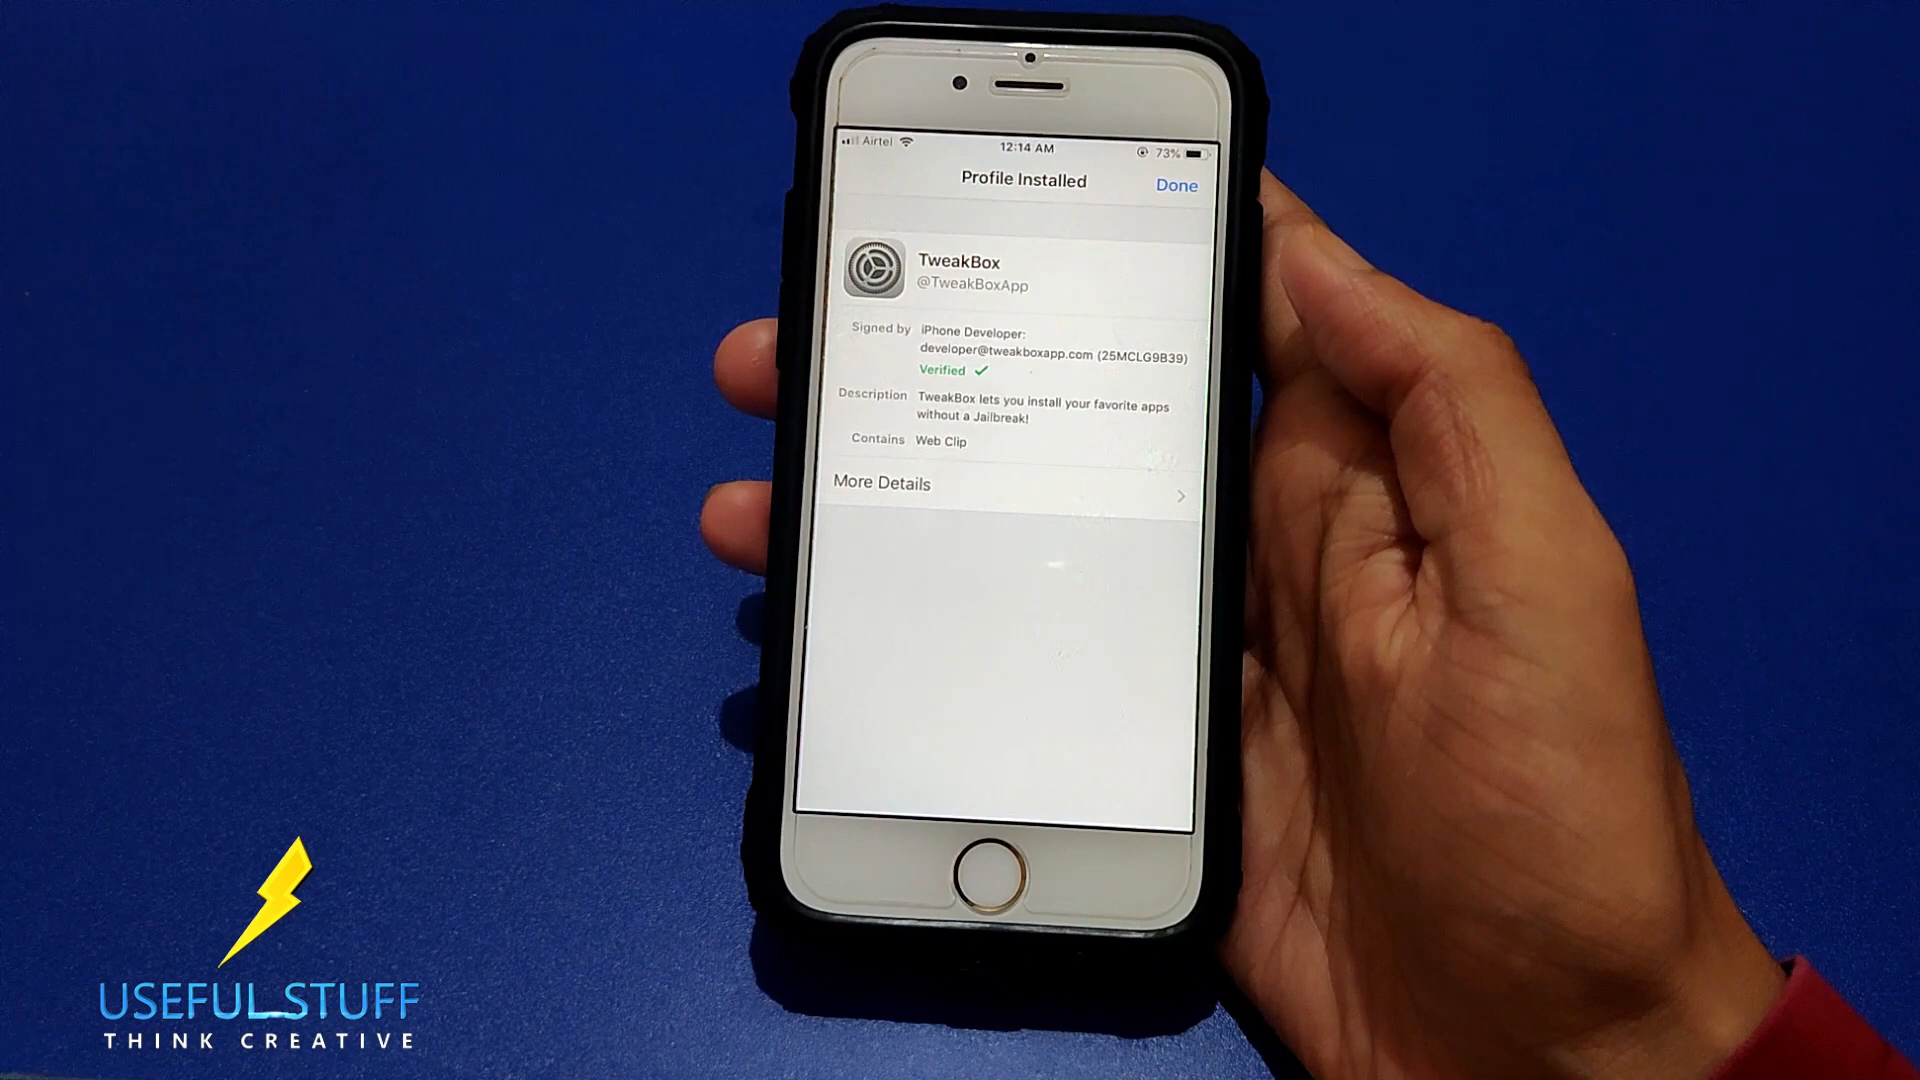 Airtel
12:14 AM
73%
Profile Installed
Done
TweakBox
@TweakBoxApp
Signed by
iPhone Developer:
developer@tweakboxapp.com (25MCLG9B39)
Verified
Description
TweakBox lets you install your favorite apps
without a Jailbreak!
Contains
Web Clip
More Details
USEFUL STUFF
THINK CREATIVE